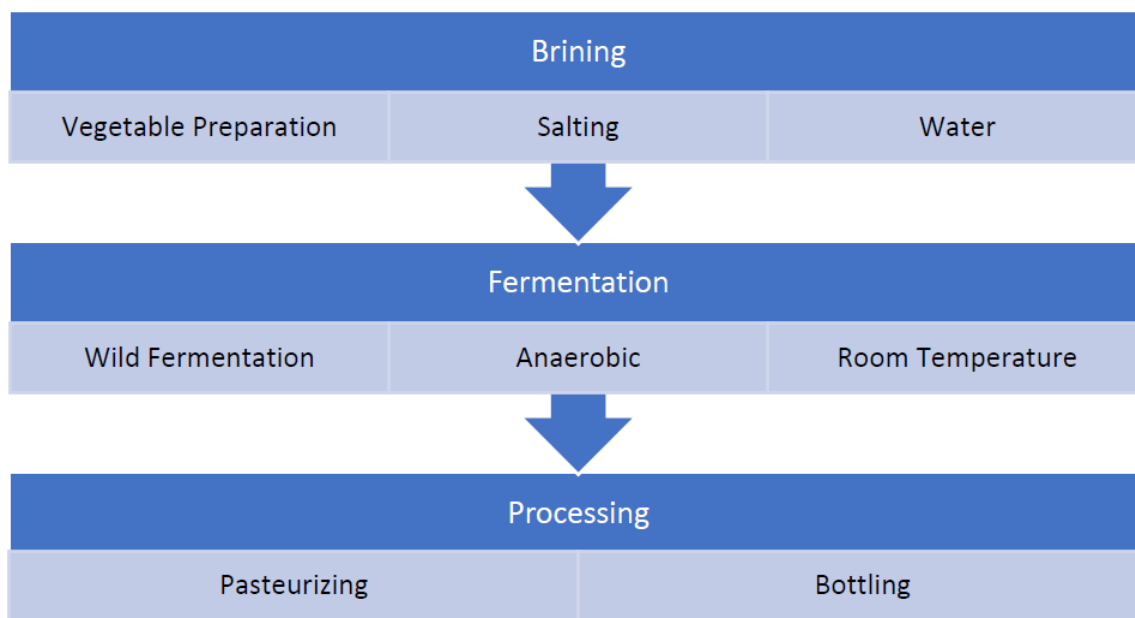 Brining
Vegetable Preparation Salting Water
Fermentation
Wild Fermentation Anaerobic Room Temperature
Processing
Pasteurizing Bottling